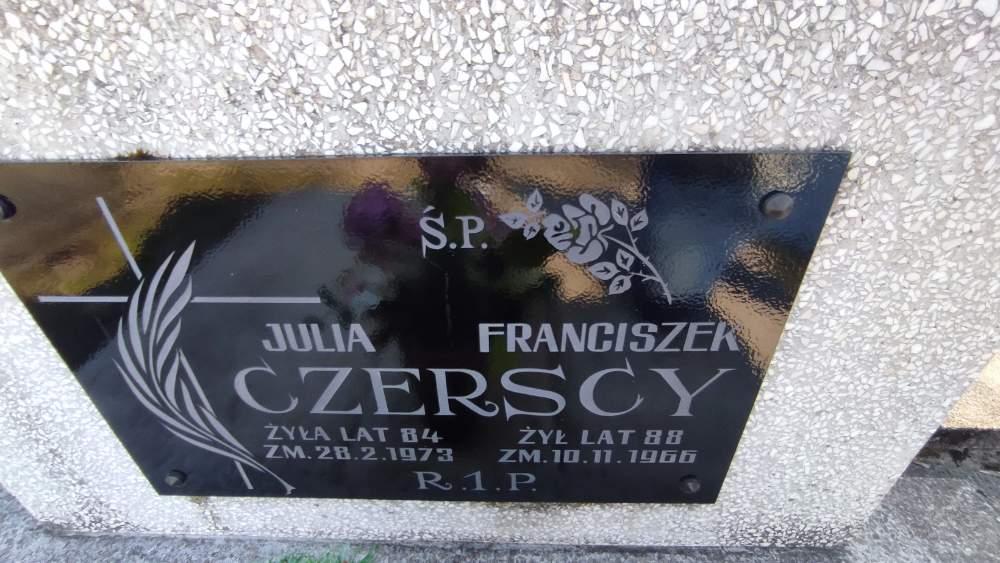 Ś.P.
JULIA FRANCISZEK
CZERSCY
ŻYŁA LAT 84 ŻYŁ LAT 88
ZM.28.2.1973 ZM.10.11.1966
R.I.P.